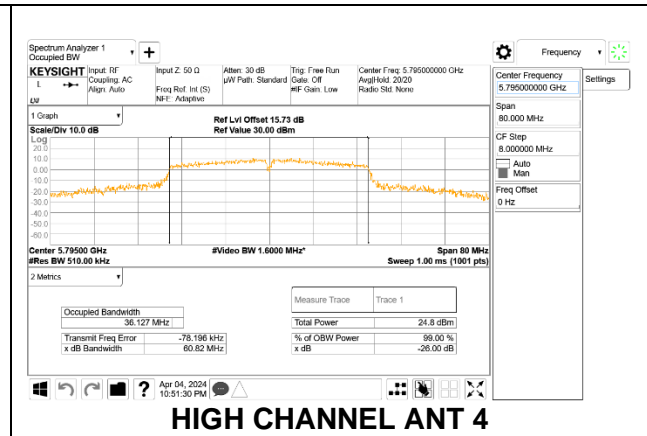 Spectrum Analyzer 1
Occupied BW
Frequency
KEYSIGHT
Input: RF
Coupling: AC
Align: Auto
Input Z: 50 Ω
Freq Ref: Int (S)
NFE: Adaptive
Atten: 30 dB
µW Path: Standard
Trig: Free Run
Gate: Off
#IF Gain: Low
Center Freq: 5.795000000 GHz
Avg|Hold: 20/20
Radio Std: None
Center Frequency
5.795000000 GHz
Settings
Span
80.000 MHz
CF Step
8.000000 MHz
Auto
Man
Freq Offset
0 Hz
1 Graph
Scale/Div 10.0 dB
Ref Lvl Offset 15.73 dB
Ref Value 30.00 dBm
Log
20.0
10.0
0.00
-10.0
-20.0
-30.0
-40.0
-50.0
-60.0
Center 5.79500 GHz
#Res BW 510.00 kHz
#Video BW 1.6000 MHz*
Span 80 MHz
Sweep 1.00 ms (1001 pts)
2 Metrics
Measure Trace Trace 1
Occupied Bandwidth
36.127 MHz
Total Power 24.8 dBm
Transmit Freq Error -78.196 kHz
% of OBW Power 99.00 %
x dB Bandwidth 60.82 MHz
x dB -26.00 dB
Apr 04, 2024
10:51:30 PM
HIGH CHANNEL ANT 4